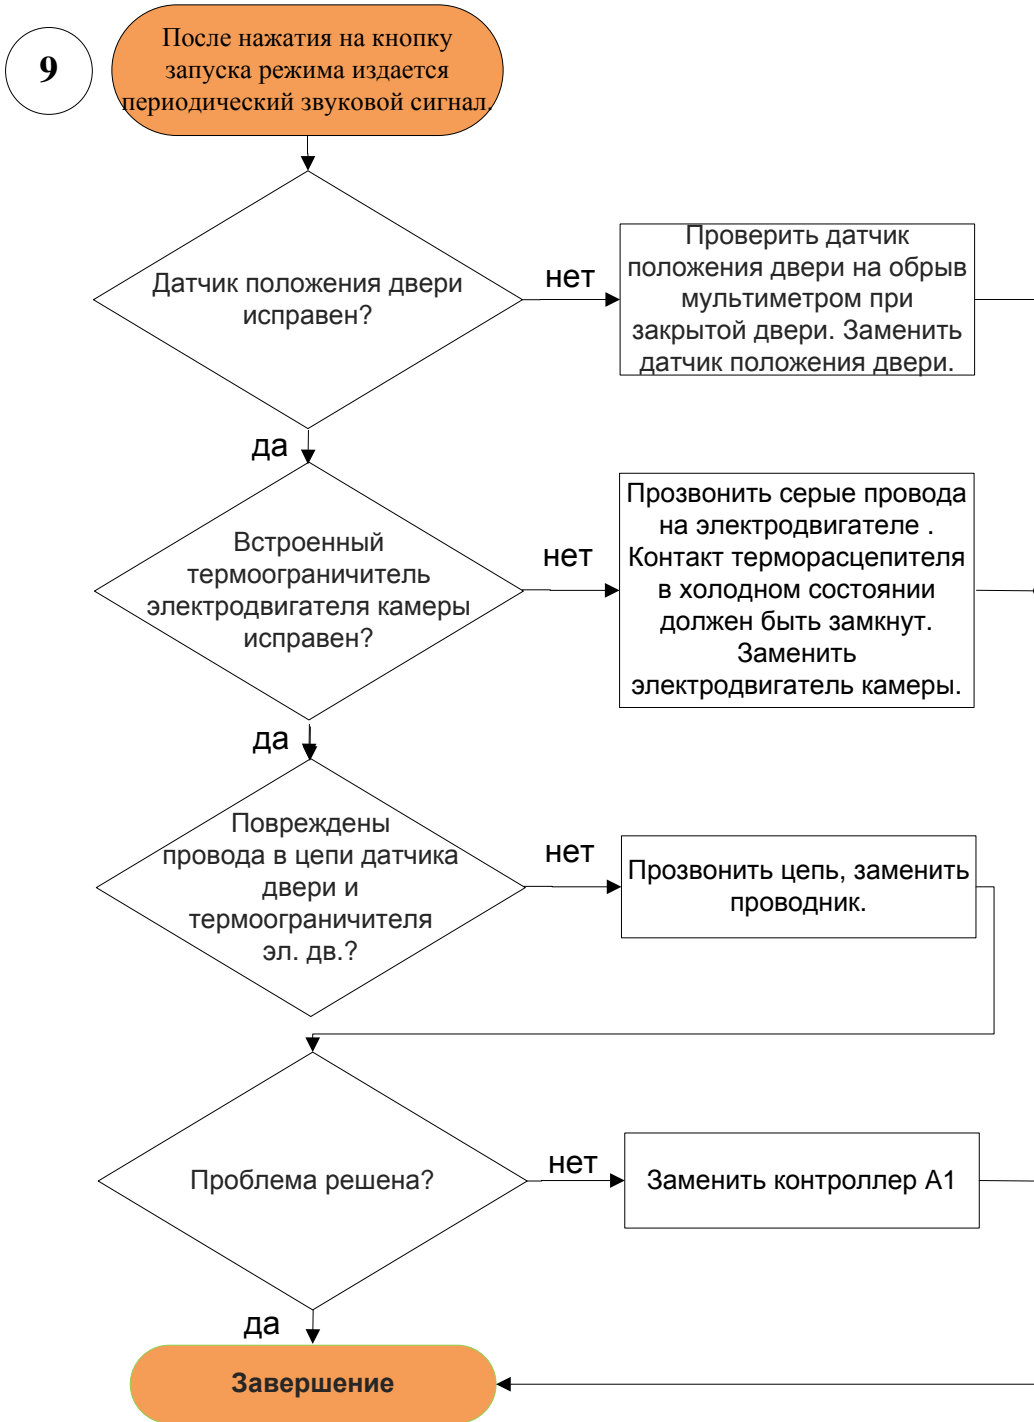 9
После нажатия на кнопку
запуска режима издается
периодический звуковой сигнал.
Датчик положения двери
исправен?
нет
Проверить датчик
положения двери на обрыв
мультиметром при
закрытой двери. Заменить
датчик положения двери.
да
Встроенный
термоограничитель
электродвигателя камеры
исправен?
нет
Прозвонить серые провода
на электродвигателе .
Контакт терморасцепителя
в холодном состоянии
должен быть замкнут.
Заменить
электродвигатель камеры.
да
Повреждены
провода в цепи датчика
двери и
термоограничителя
эл. дв.?
нет
Прозвонить цепь, заменить
проводник.
Проблема решена?
нет
Заменить контроллер А1
да
Завершение